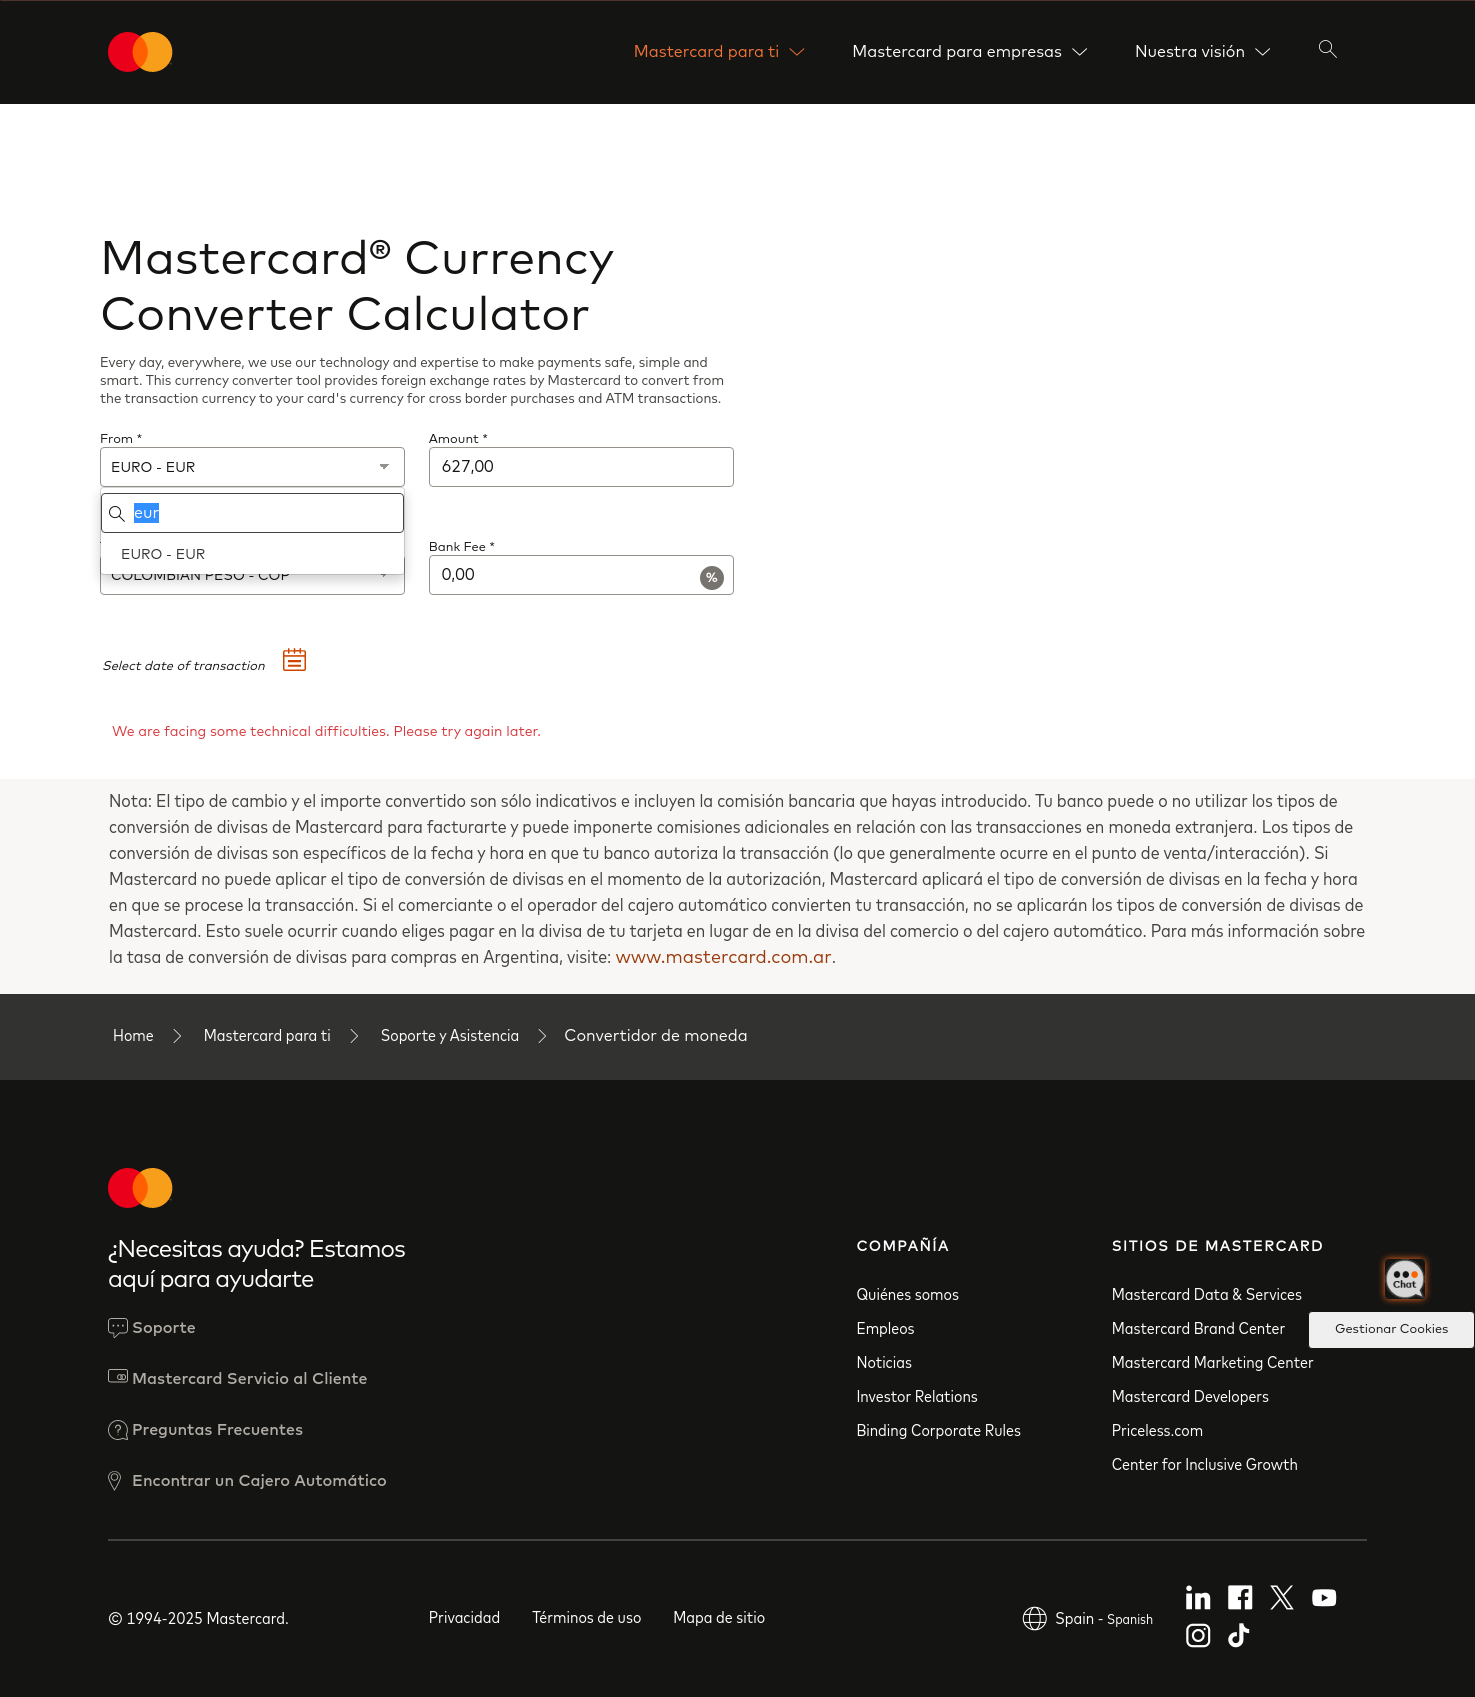 Mastercard para ti
Mastercard para empresas
Nuestra visión
Mastercard® Currency
Converter Calculator
Every day, everywhere, we use our technology and expertise to make payments safe, simple and
smart. This currency converter tool provides foreign exchange rates by Mastercard to convert from
the transaction currency to your card's currency for cross border purchases and ATM transactions.
From *
Amount *
EURO - EUR
627,00
eur
EURO - EUR
Bank Fee *
COLOMBIAN PESO - COP
0,00
%
Select date of transaction
We are facing some technical difficulties. Please try again later.
Nota: El tipo de cambio y el importe convertido son sólo indicativos e incluyen la comisión bancaria que hayas introducido. Tu banco puede o no utilizar los tipos de
conversión de divisas de Mastercard para facturarte y puede imponerte comisiones adicionales en relación con las transacciones en moneda extranjera. Los tipos de
conversión de divisas son específicos de la fecha y hora en que tu banco autoriza la transacción (lo que generalmente ocurre en el punto de venta/interacción). Si
Mastercard no puede aplicar el tipo de conversión de divisas en el momento de la autorización, Mastercard aplicará el tipo de conversión de divisas en la fecha y hora
en que se procese la transacción. Si el comerciante o el operador del cajero automático convierten tu transacción, no se aplicarán los tipos de conversión de divisas de
Mastercard. Esto suele ocurrir cuando eliges pagar en la divisa de tu tarjeta en lugar de en la divisa del comercio o del cajero automático. Para más información sobre
la tasa de conversión de divisas para compras en Argentina, visite: www.mastercard.com.ar.
Home
Mastercard para ti
Soporte y Asistencia
Convertidor de moneda
¿Necesitas ayuda? Estamos
aquí para ayudarte
Soporte
Mastercard Servicio al Cliente
Preguntas Frecuentes
Encontrar un Cajero Automático
COMPAÑÍA
Quiénes somos
Empleos
Noticias
Investor Relations
Binding Corporate Rules
SITIOS DE MASTERCARD
Mastercard Data & Services
Mastercard Brand Center
Mastercard Marketing Center
Mastercard Developers
Priceless.com
Center for Inclusive Growth
Chat
Gestionar Cookies
© 1994-2025 Mastercard.
Privacidad
Términos de uso
Mapa de sitio
Spain - Spanish